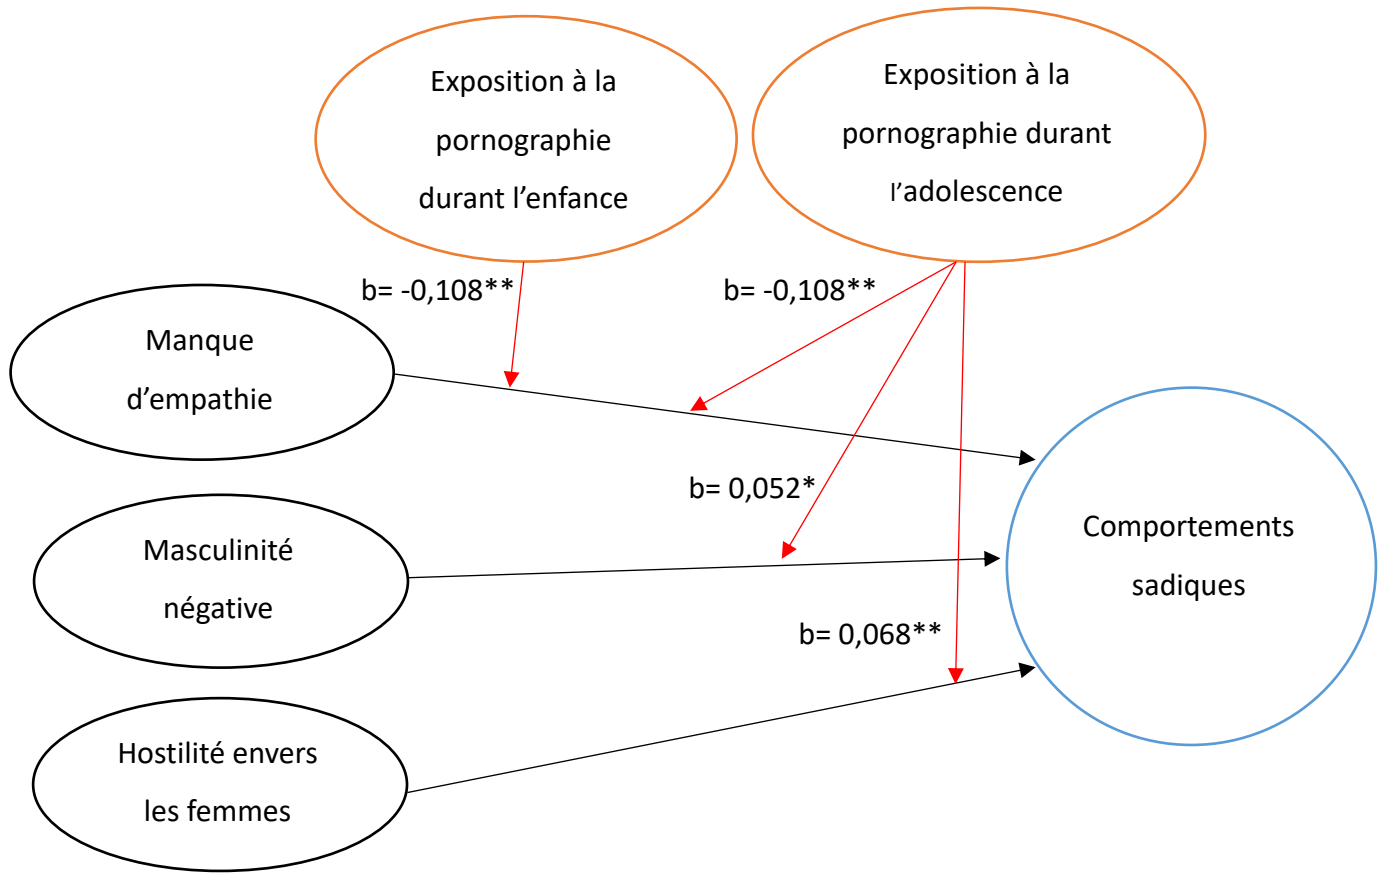 Exposition à la
pornographie
durant l'enfance
Exposition à la
pornographie durant
l'adolescence
b= -0,108**
b= -0,108**
Manque
d'empathie
b= 0,052*
Masculinité
négative
Comportements
sadiques
b= 0,068**
Hostilité envers
les femmes